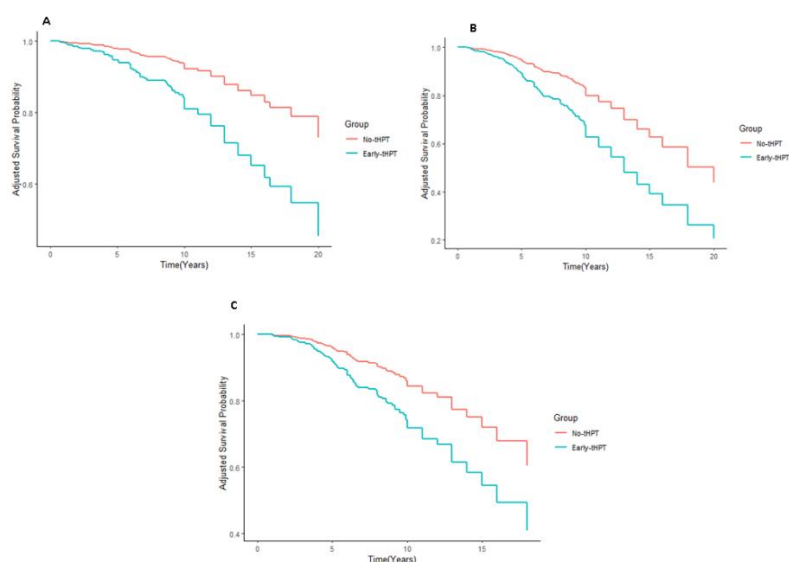 A
Adjusted Survival Probability
1.0
0.8
0.6
0
5
10
15
20
Time(Years)
Group
No-tHPT
Early-tHPT
B
Adjusted Survival Probability
1.0
0.8
0.6
0.4
0.2
0
5
10
15
20
Time(Years)
Group
No-tHPT
Early-tHPT
C
Adjusted Survival Probability
1.0
0.8
0.6
0.4
0
5
10
15
Time(Years)
Group
No-tHPT
Early-tHPT